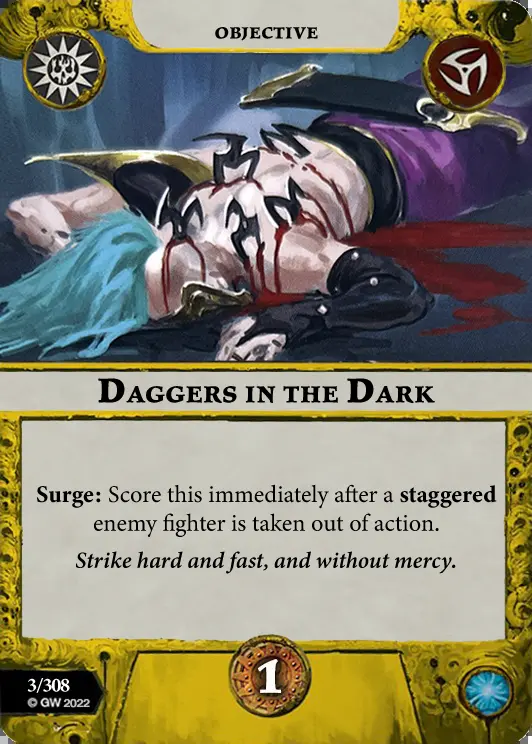 OBJECTIVE
DAGGERS IN THE DARK
Surge: Score this immediately after a staggered
enemy fighter is taken out of action.
Strike hard and fast, and without mercy.
1
3/308
© GW 2022